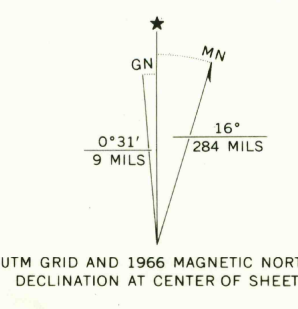 ★
GN
MN
0°31'
9 MILS
16°
284 MILS
UTM GRID AND 1966 MAGNETIC NORT
DECLINATION AT CENTER OF SHEET